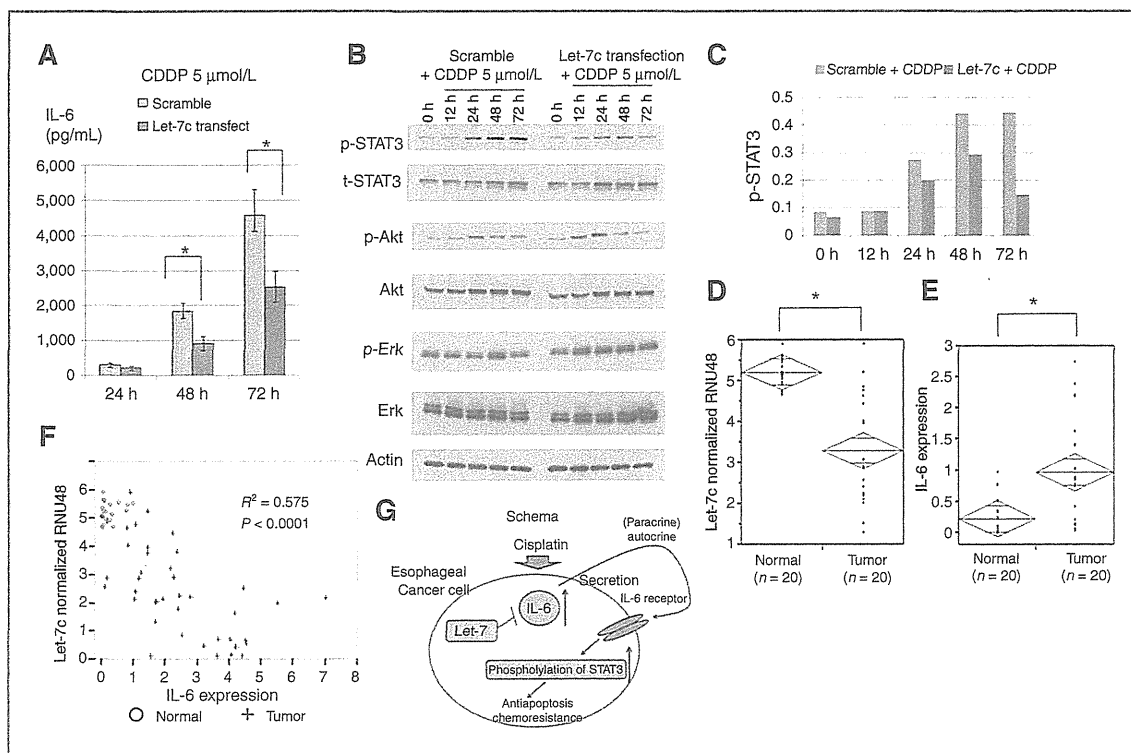 A
CDDP 5 μmol/L
IL-6
(pg/mL)
Scramble
Let-7c transfect
6,000
5,000
4,000
3,000
2,000
1,000
0
*
*
24 h 48 h 72 h
B
Scramble
+ CDDP 5 μmol/L
Let-7c transfection
+ CDDP 5 μmol/L
0 h 12 h 24 h 48 h 72 h 0 h 12 h 24 h 48 h 72 h
p-STAT3
t-STAT3
p-Akt
Akt
p-Erk
Erk
Actin
C
Scramble + CDDP Let-7c + CDDP
p-STAT3
0.5
0.4
0.3
0.2
0.1
0
0 h 12 h 24 h 48 h 72 h
D
*
Let-7c normalized RNU48
6
5
4
3
2
1
Normal Tumor
(n = 20) (n = 20)
E
*
IL-6 expression
3
2.5
2
1.5
1
0.5
0
Normal Tumor
(n = 20) (n = 20)
F
Let-7c normalized RNU48
6
5
4
3
2
1
0
R² = 0.575
P < 0.0001
0 1 2 3 4 5 6 7 8
IL-6 expression
Normal Tumor
G
Schema
Cisplatin
(Paracrine)
autocrine
Esophageal
Cancer cell
Secretion
IL-6
IL-6 receptor
Let-7
Phospholylation of STAT3
Antiapoptosis
chemoresistance